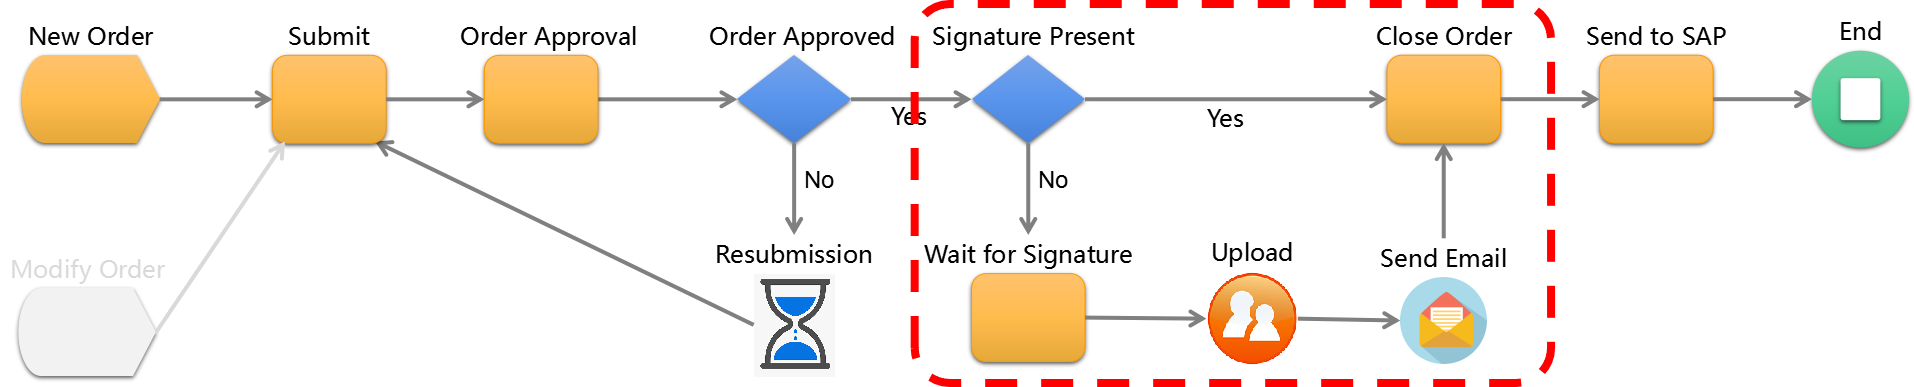 New Order
Submit
Order Approval
Order Approved
Signature Present
Close Order
Send to SAP
End
Yes
Yes
No
No
Modify Order
Resubmission
Wait for Signature
Upload
Send Email